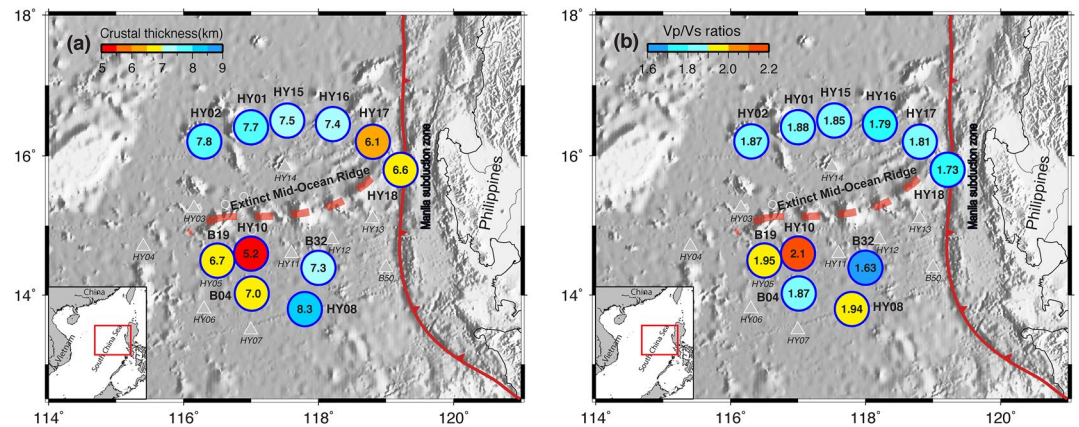 18°
(a)
Crustal thickness(km)
5 6 7 8 9
HY02
7.8
HY01
7.7
HY15
7.5
HY16
7.4
HY17
6.1
6.6
HY18
16°
HY14
Extinct Mid-Ocean Ridge
Manila subduction zone
Philippines
HY03
HY13
HY04
B19
6.7
HY05
HY10
5.2
HY11
B32
HY12
7.3
B50
B04
7.0
14°
HY06
8.3
HY08
HY07
China
Vietnam
South China Sea
114 116 118 120
18°
(b)
Vp/Vs ratios
1.6 1.8 2.0 2.2
HY02
1.87
HY01
1.88
HY15
1.85
HY16
1.79
HY17
1.81
1.73
HY18
16°
HY14
Extinct Mid-Ocean Ridge
Manila subduction zone
Philippines
HY03
HY13
HY04
B19
1.95
HY05
HY10
2.1
HY11
B32
HY12
1.63
B50
B04
1.87
14°
HY06
1.94
HY08
HY07
China
Vietnam
South China Sea
114 116 118 120